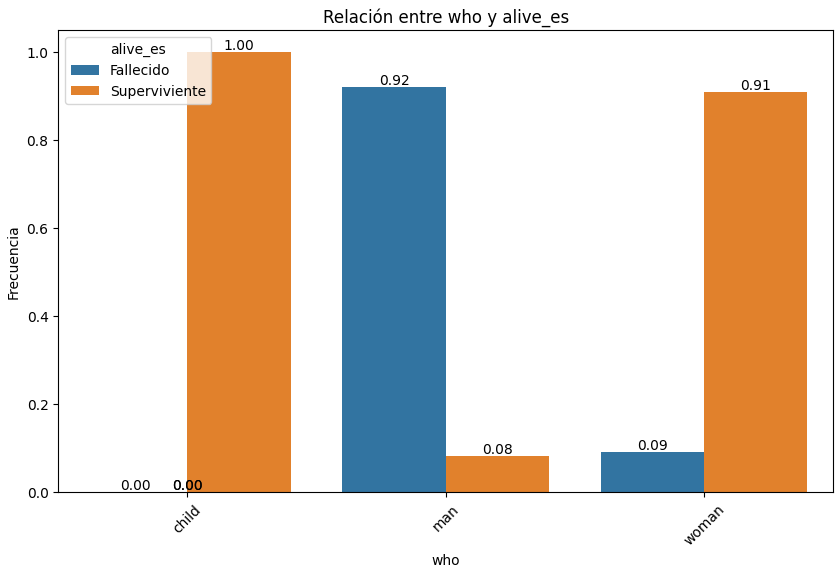 Relación entre who y alive_es
alive_es
Fallecido
Superviviente
1.00
0.92
0.91
0.00
0.00
0.08
0.09
1.0
0.8
0.6
0.4
0.2
0.0
Frecuencia
child
man
woman
who